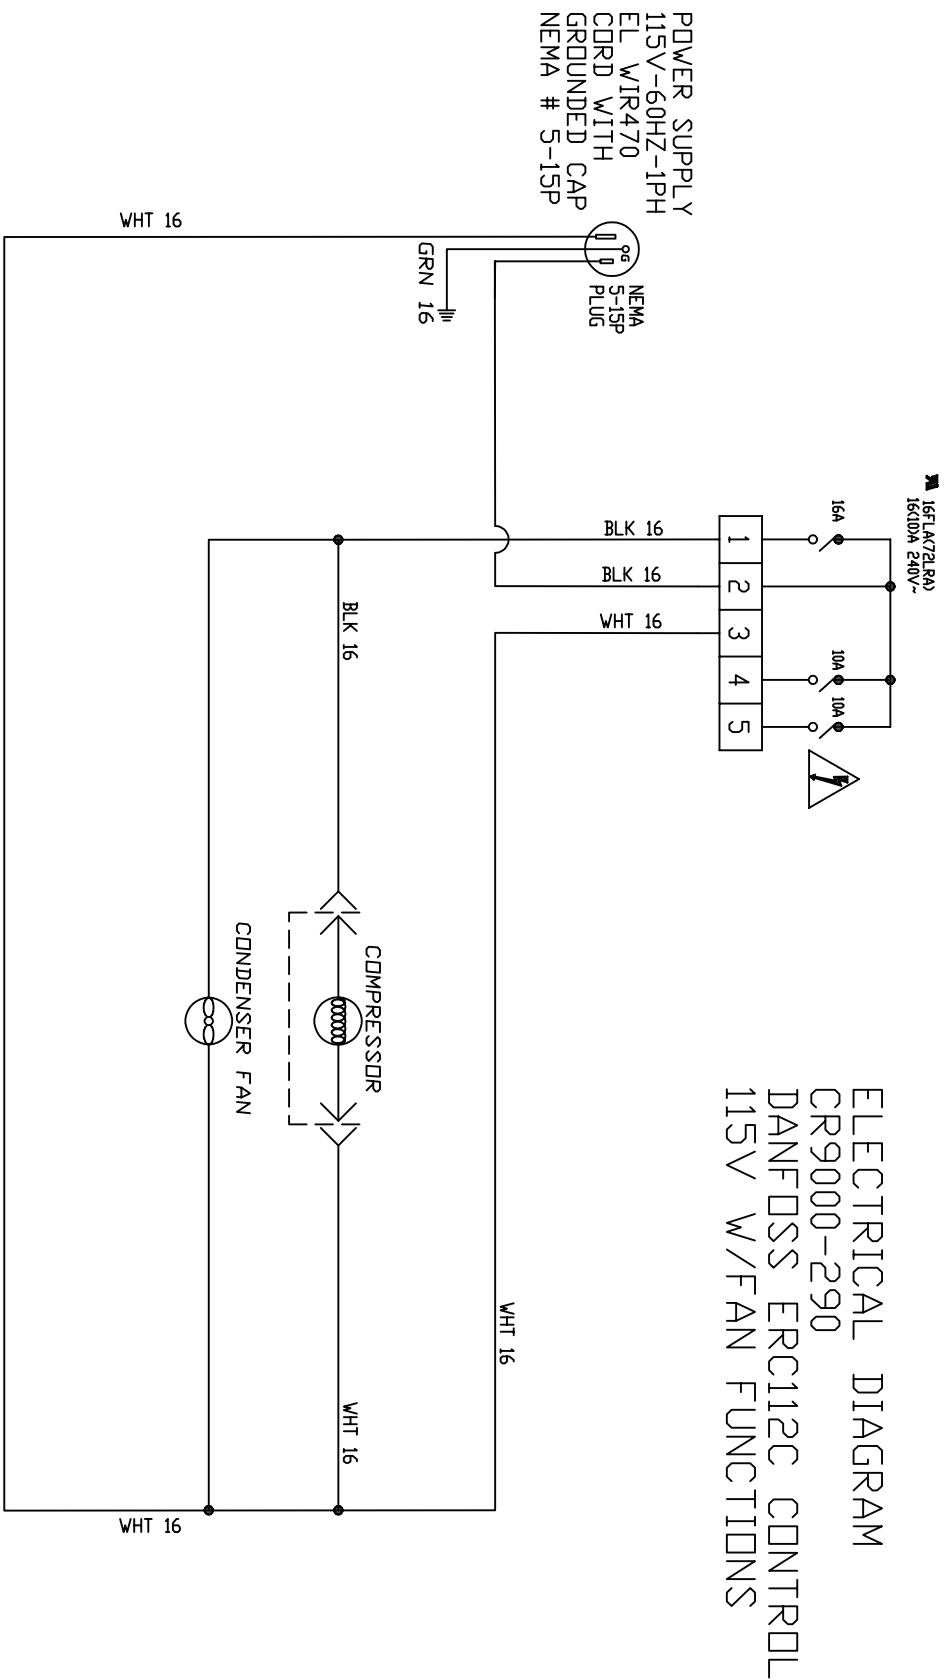 ELECTRICAL DIAGRAM
CR9000-290
DANFOSS ERC112C CONTROL
115V W/FAN FUNCTIONS
16FLA(72LRA)
16(10)A 240V~
16A
10A
10A
1
2
3
4
5
POWER SUPPLY
115V-60HZ-1PH
EL WIR470
CORD WITH
GROUNDED CAP
NEMA # 5-15P
G
NEMA
5-15P
PLUG
BLK 16
BLK 16
WHT 16
GRN 16
WHT 16
BLK 16
COMPRESSOR
WHT 16
CONDENSER FAN
WHT 16
WHT 16